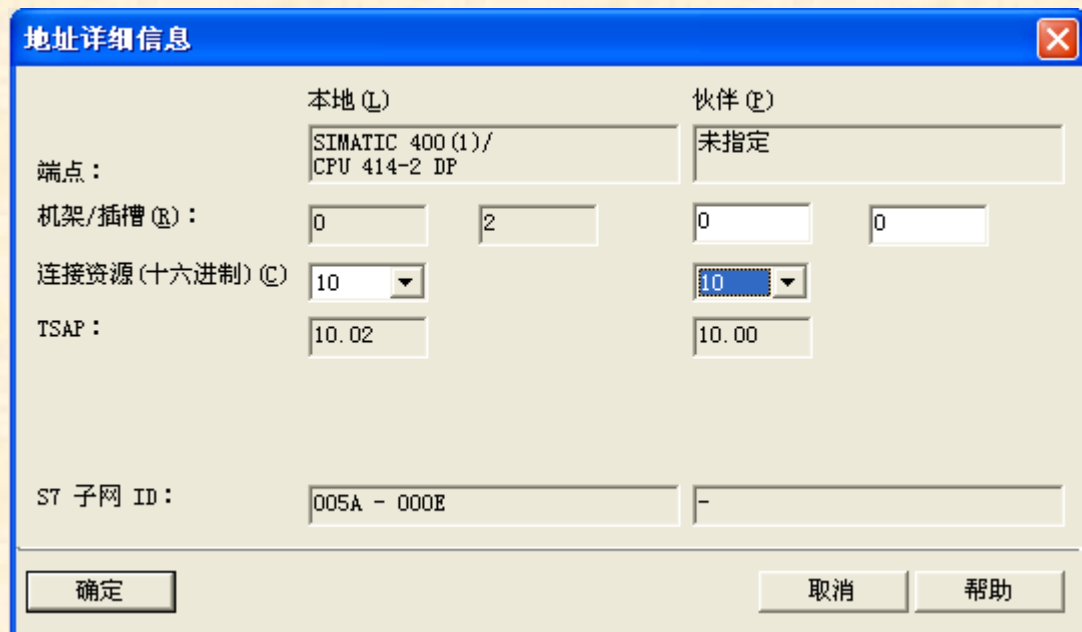 地址详细信息
本地(L) 伙伴(P)
端点: SIMATIC 400(1)/ 未指定
CPU 414-2 DP
机架/插槽(R): 0 2 0 0
连接资源(十六进制)(C) 10 10
TSAP: 10.02 10.00
S7 子网 ID: 005A - 000E -
确定 取消 帮助